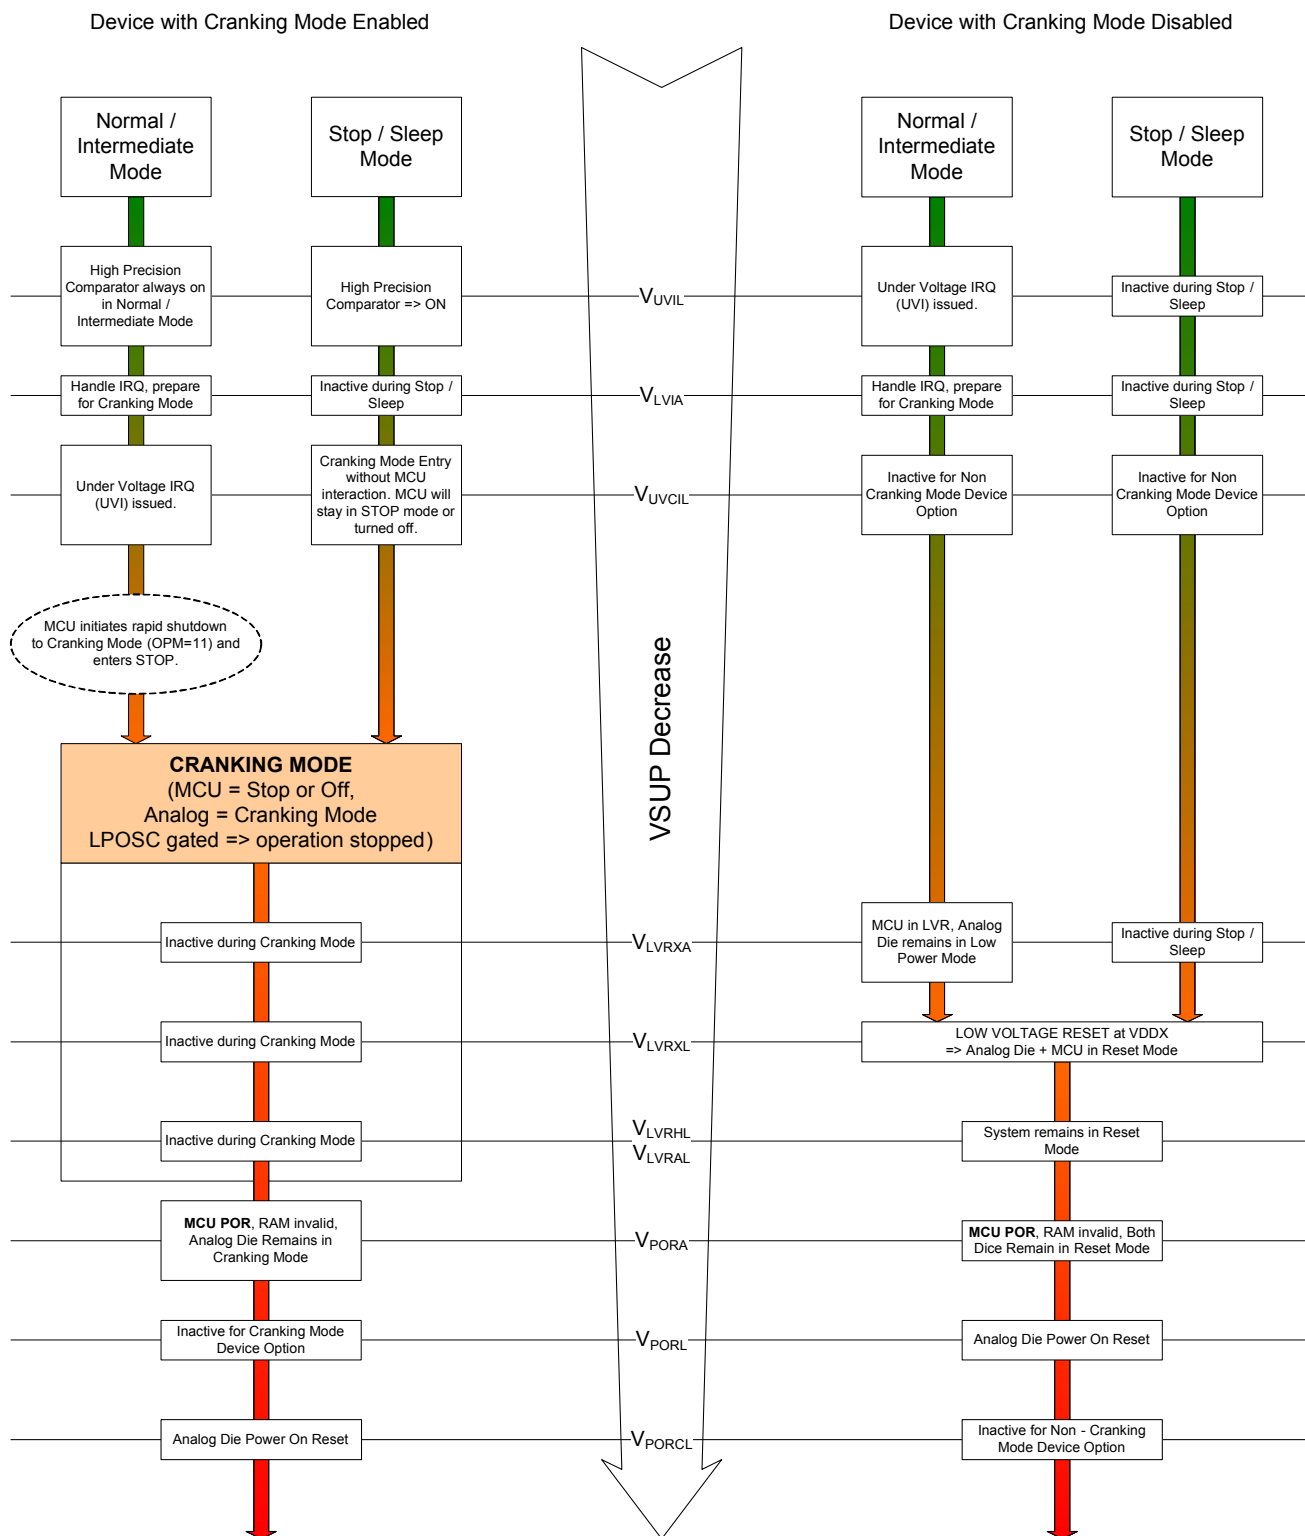 Device with Cranking Mode Enabled
Device with Cranking Mode Disabled
Normal /
Intermediate
Mode
Stop / Sleep
Mode
Normal /
Intermediate
Mode
Stop / Sleep
Mode
High Precision
Comparator always on
in Normal /
Intermediate Mode
High Precision
Comparator => ON
VUVIL
Under Voltage IRQ
(UVI) issued.
Inactive during Stop /
Sleep
Handle IRQ, prepare
for Cranking Mode
Inactive during Stop /
Sleep
VLVIA
Handle IRQ, prepare
for Cranking Mode
Inactive during Stop /
Sleep
Under Voltage IRQ
(UVI) issued.
Cranking Mode Entry
without MCU
interaction. MCU will
stay in STOP mode or
turned off.
VUVCIL
Inactive for Non
Cranking Mode Device
Option
Inactive for Non
Cranking Mode Device
Option
MCU initiates rapid shutdown
to Cranking Mode (OPM=11) and
enters STOP.
VSUP Decrease
CRANKING MODE
(MCU = Stop or Off,
Analog = Cranking Mode
LPOSC gated => operation stopped)
Inactive during Cranking Mode
VLVRXA
MCU in LVR, Analog
Die remains in Low
Power Mode
Inactive during Stop /
Sleep
Inactive during Cranking Mode
VLVRXL
LOW VOLTAGE RESET at VDDX
=> Analog Die + MCU in Reset Mode
Inactive during Cranking Mode
VLVRHL
VLVRAL
System remains in Reset
Mode
MCU POR, RAM invalid,
Analog Die Remains in
Cranking Mode
VPORA
MCU POR, RAM invalid, Both
Dice Remain in Reset Mode
Inactive for Cranking Mode
Device Option
VPORL
Analog Die Power On Reset
Analog Die Power On Reset
VPORCL
Inactive for Non - Cranking
Mode Device Option